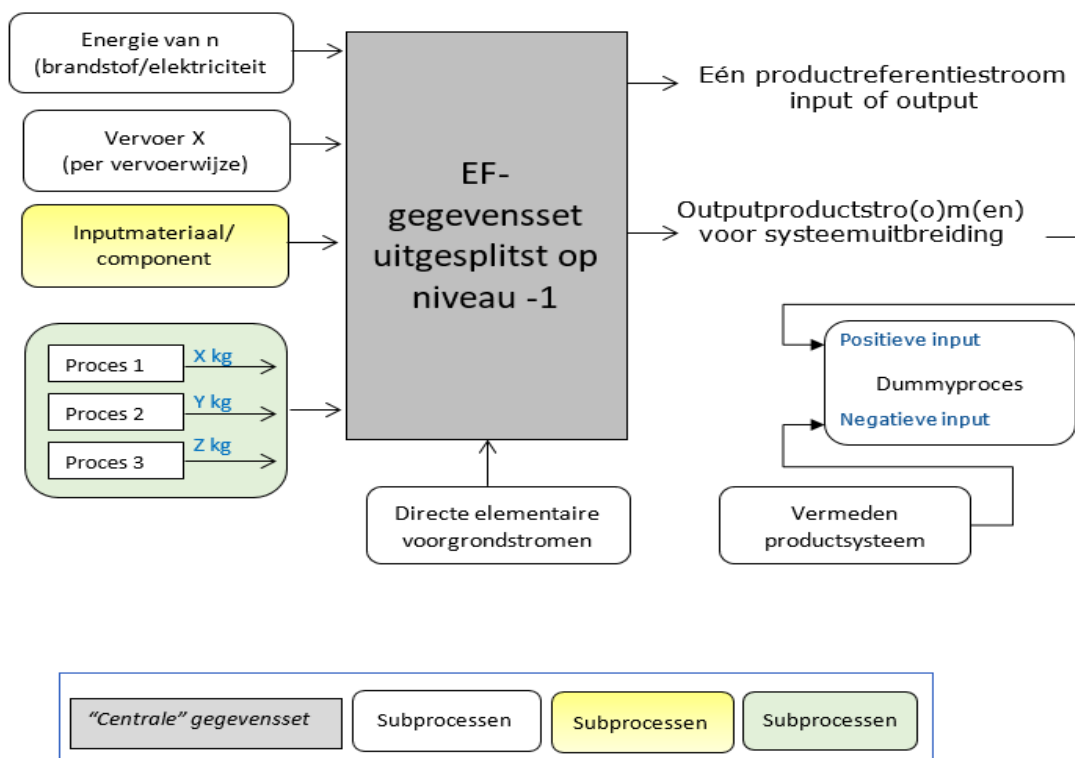 Energie van n
(brandstof/elektriciteit
Vervoer X
(per vervoerwijze)
Inputmateriaal/
component
Proces 1
X kg
Proces 2
Y kg
Proces 3
Z kg
EF-
gegevensset
uitgesplitst op
niveau -1
Directe elementaire
voorgrondstromen
Eén productreferentiestroom
input of output
Outputproductstro(o)m(en)
voor systeemuitbreiding
Positieve input
Dummyproces
Negatieve input
Vermeden
productsysteem
“Centrale” gegevensset
Subprocessen
Subprocessen
Subprocessen